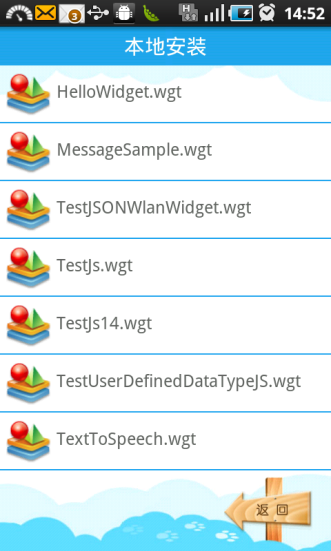 3
H
14:52
本地安装
HelloWidget.wgt
MessageSample.wgt
TestJSONWlanWidget.wgt
TestJs.wgt
TestJs14.wgt
TestUserDefinedDataTypeJS.wgt
TextToSpeech.wgt
返 回